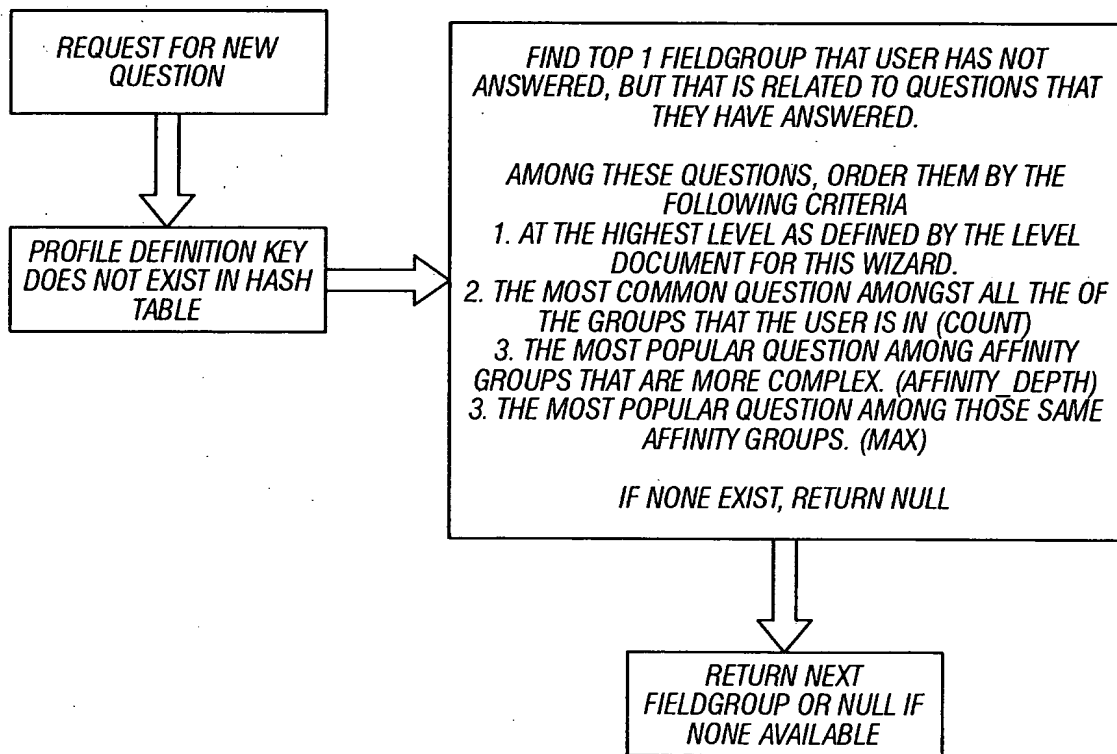 REQUEST FOR NEW
QUESTION
PROFILE DEFINITION KEY
DOES NOT EXIST IN HASH
TABLE
FIND TOP 1 FIELDGROUP THAT USER HAS NOT
ANSWERED, BUT THAT IS RELATED TO QUESTIONS THAT
THEY HAVE ANSWERED.
AMONG THESE QUESTIONS, ORDER THEM BY THE
FOLLOWING CRITERIA
1. AT THE HIGHEST LEVEL AS DEFINED BY THE LEVEL
DOCUMENT FOR THIS WIZARD.
2. THE MOST COMMON QUESTION AMONGST ALL THE OF
THE GROUPS THAT THE USER IS IN (COUNT)
3. THE MOST POPULAR QUESTION AMONG AFFINITY
GROUPS THAT ARE MORE COMPLEX. (AFFINITY_DEPTH)
3. THE MOST POPULAR QUESTION AMONG THOSE SAME
AFFINITY GROUPS. (MAX)
IF NONE EXIST, RETURN NULL
RETURN NEXT
FIELDGROUP OR NULL IF
NONE AVAILABLE